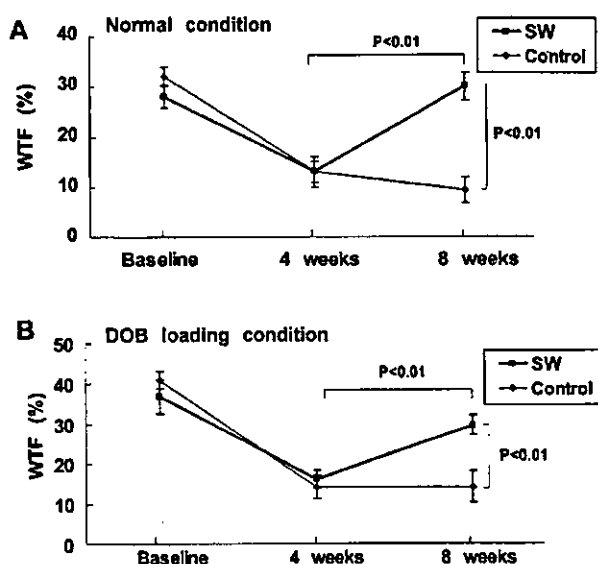 A Normal condition
40
30
20
10
0
WTF (%)
P<0.01
SW
Control
P<0.01
Baseline 4 weeks 8 weeks
B DOB loading condition
50
40
30
20
10
0
WTF (%)
P<0.01
SW
Control
P<0.01
Baseline 4 weeks 8 weeks